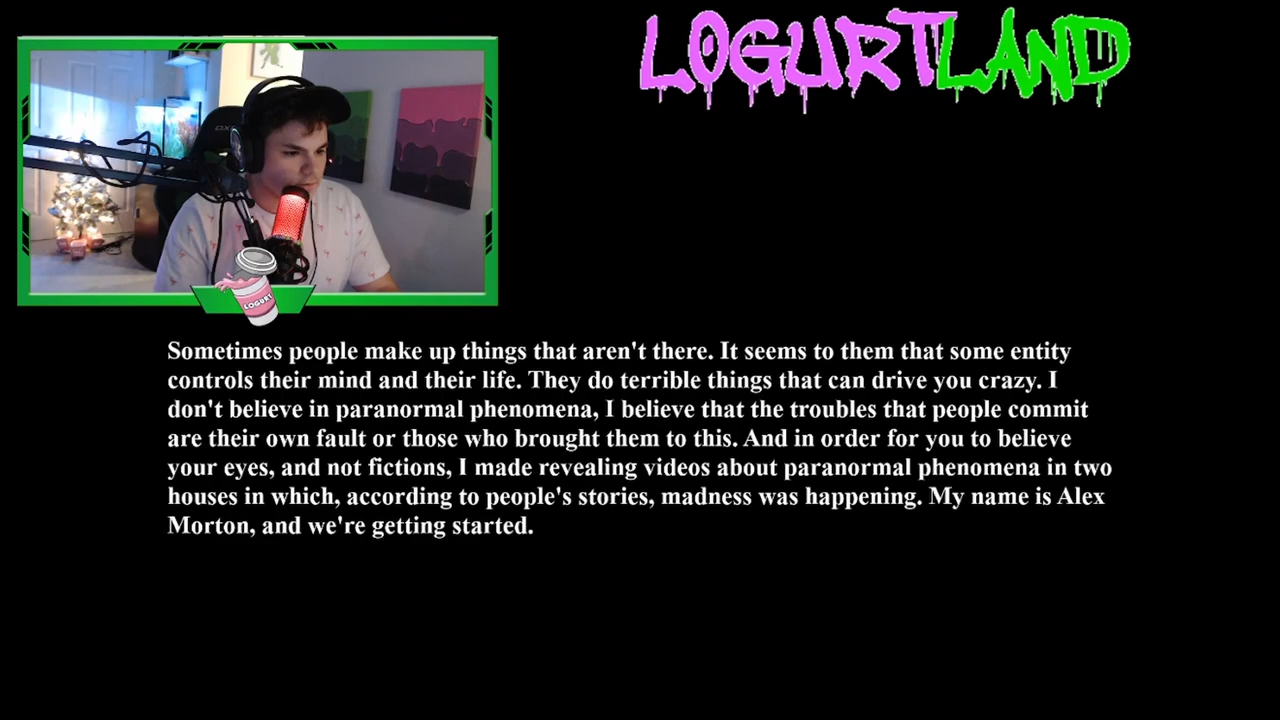 LOGURTLAND
LOGURT
Sometimes people make up things that aren't there. It seems to them that some entity
controls their mind and their life. They do terrible things that can drive you crazy. I
don't believe in paranormal phenomena, I believe that the troubles that people commit
are their own fault or those who brought them to this. And in order for you to believe
your eyes, and not fictions, I made revealing videos about paranormal phenomena in two
houses in which, according to people's stories, madness was happening. My name is Alex
Morton, and we're getting started.